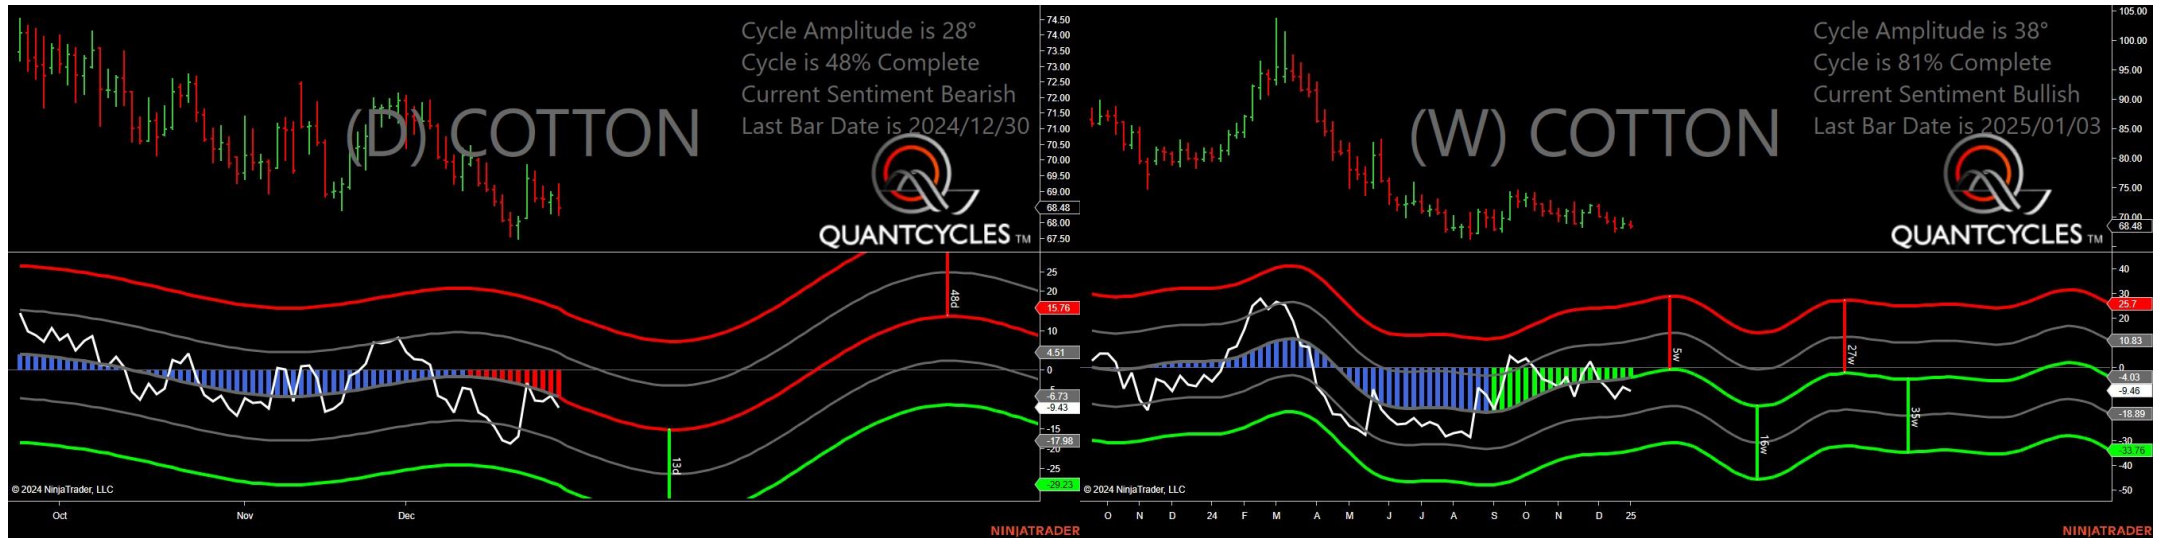 Cycle Amplitude is 28°
Cycle is 48% Complete
Current Sentiment Bearish
Last Bar Date is 2024/12/30
(D) COTTON
QUANTCYCLES TM
74.50
74.00
73.50
73.00
72.50
72.00
71.50
71.00
70.50
70.00
69.50
69.00
68.48
68.00
67.50
25
20
15.76
10
4.51
0
-5
-6.73
-9.43
-15
-17.98
-20
-25
-29.23
48d
13d
© 2024 NinjaTrader, LLC
Oct Nov Dec
NINJATRADER
Cycle Amplitude is 38°
Cycle is 81% Complete
Current Sentiment Bullish
Last Bar Date is 2025/01/03
(W) COTTON
QUANTCYCLES TM
105.00
100.00
95.00
90.00
85.00
80.00
75.00
70.00
68.48
40
30
25.7
20
10.83
0
-4.03
-9.46
-18.89
-30
-33.76
-40
-50
5w
27w
16w
35w
© 2024 NinjaTrader, LLC
O N D 24 F M A M J J A S O N D 25
NINJATRADER